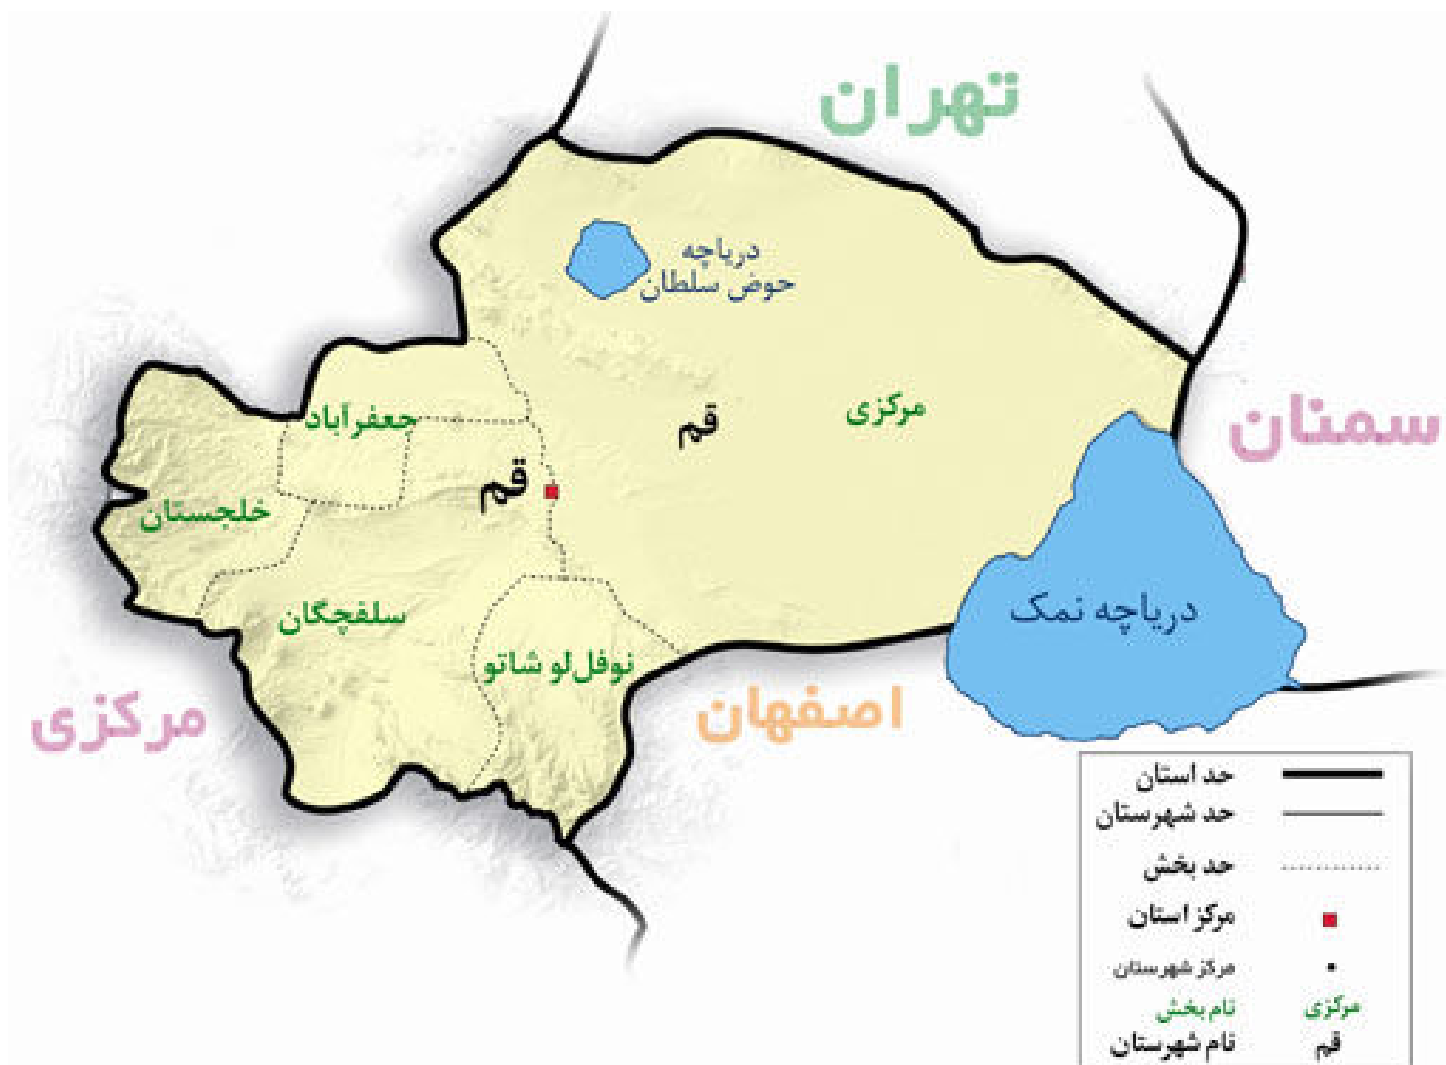 تهران
دریاچه
حوض سلطان
سمنان
مرکزی
قم
جعفرآباد
قم
خلجستان
سلفچگان
دریاچه نمک
نوفل‌لو شاتو
اصفهان
مرکزی
حد استان
حد شهرستان
حد بخش
مرکز استان
مرکز شهرستان
مرکزی نام بخش
قم نام شهرستان